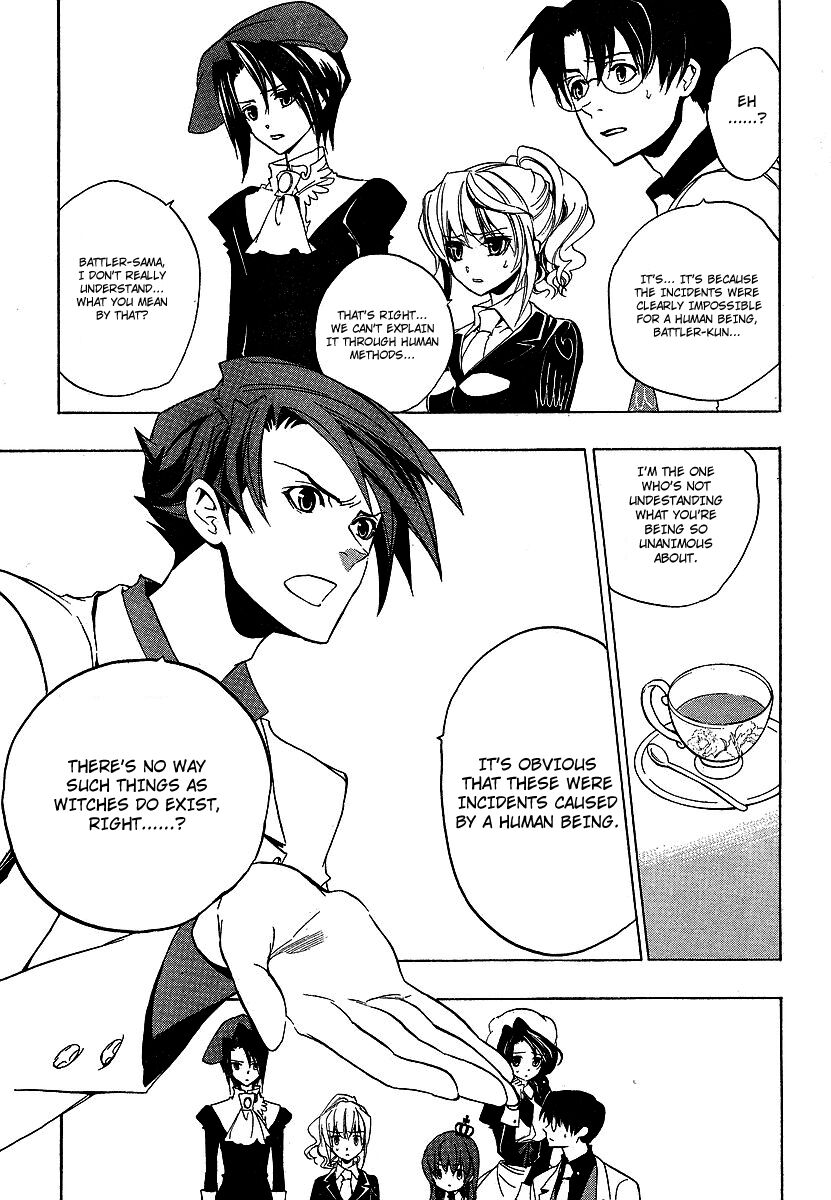 EH
......?
IT'S... IT'S BECAUSE
THE INCIDENTS WERE
CLEARLY IMPOSSIBLE
FOR A HUMAN BEING,
BATTLER-KUN...
THAT'S RIGHT...
WE CAN'T EXPLAIN
IT THROUGH HUMAN
METHODS...
BATTLER-SAMA,
I DON'T REALLY
UNDERSTAND...
WHAT YOU MEAN
BY THAT?
I'M THE ONE
WHO'S NOT
UNDESTANDING
WHAT YOU'RE
BEING SO
UNANIMOUS
ABOUT.
IT'S OBVIOUS
THAT THESE WERE
INCIDENTS CAUSED
BY A HUMAN BEING.
THERE'S NO WAY
SUCH THINGS AS
WITCHES DO EXIST,
RIGHT......?